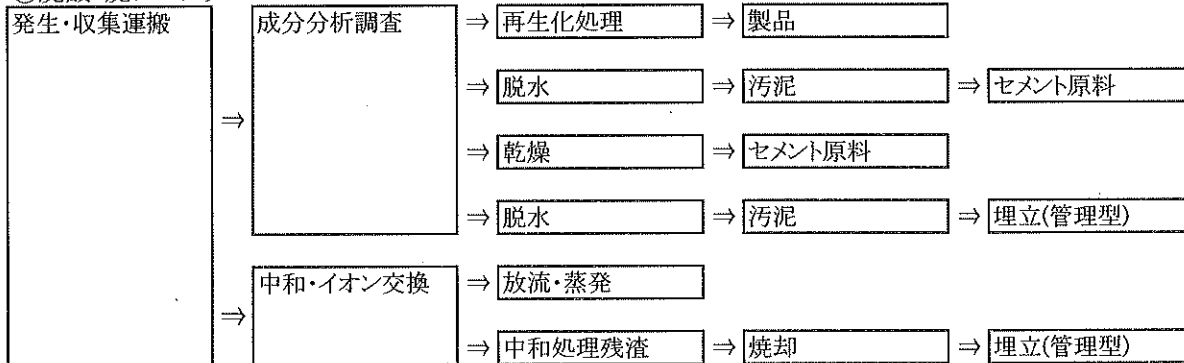 発生・収集運搬 ⇒ 成分分析調査 ⇒ 再生化処理 ⇒ 製品
⇒ 脱水 ⇒ 汚泥 ⇒ セメント原料
⇒ 乾燥 ⇒ セメント原料
⇒ 脱水 ⇒ 汚泥 ⇒ 埋立(管理型)
⇒ 中和・イオン交換 ⇒ 放流・蒸発
⇒ 中和処理残渣 ⇒ 焼却 ⇒ 埋立(管理型)